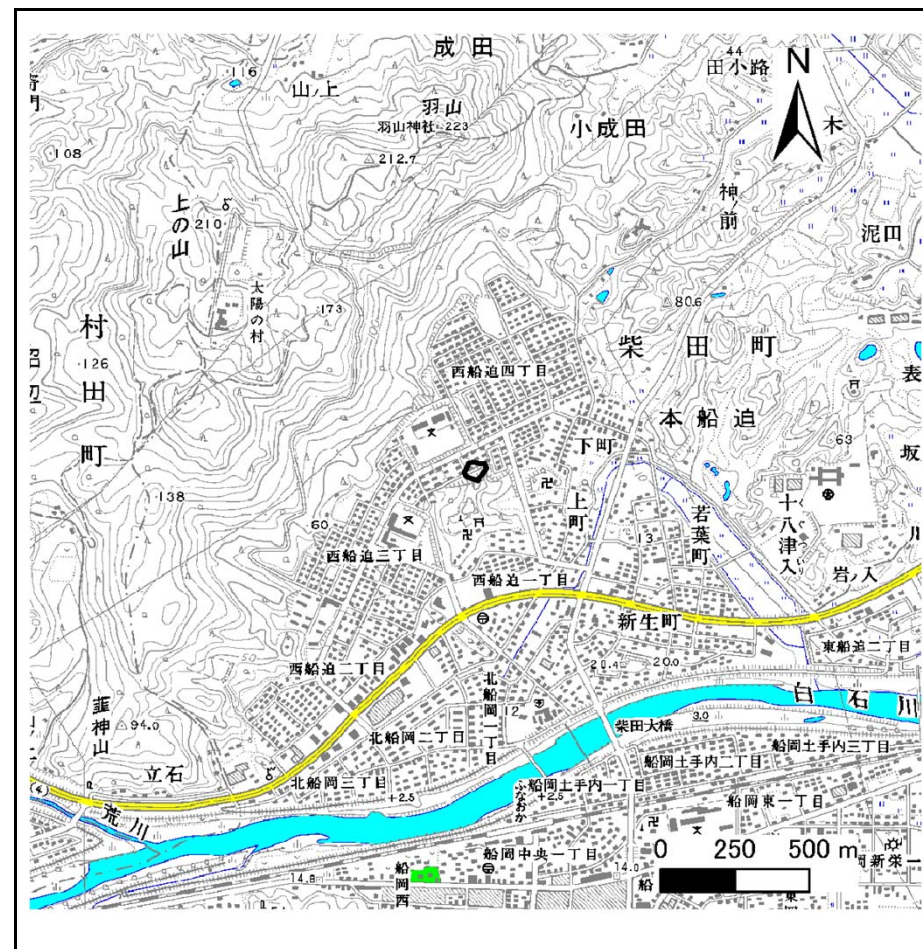 成田
44
田小路
N
116
山ノ上
羽山
羽山神社 223
小成田
木
108
212.7
神ノ前
上の山
210
泥田
太陽の村
173
80.6
村田町
126
柴田町
西船迫四丁目
表
本船迫
下町
63
坂
138
上町
若葉町
十八津入
川
60
13
西船迫三丁目
西船迫一丁目
岩ノ入
新生町
東船迫二丁目
西船迫二丁目
20.4
20.0
白石川
韮神山
94.0
北船岡一丁目
12
柴田大橋
3.0
北船岡二丁目
船岡土手内三丁目
立石
船岡土手内二丁目
北船岡三丁目
+2.5
船岡土手内一丁目
ふなおか
+2.5
4
荒川
船岡東一丁目
0 250 500 m
船岡中央一丁目
14.0
岡新栄
14.8
船岡西
船